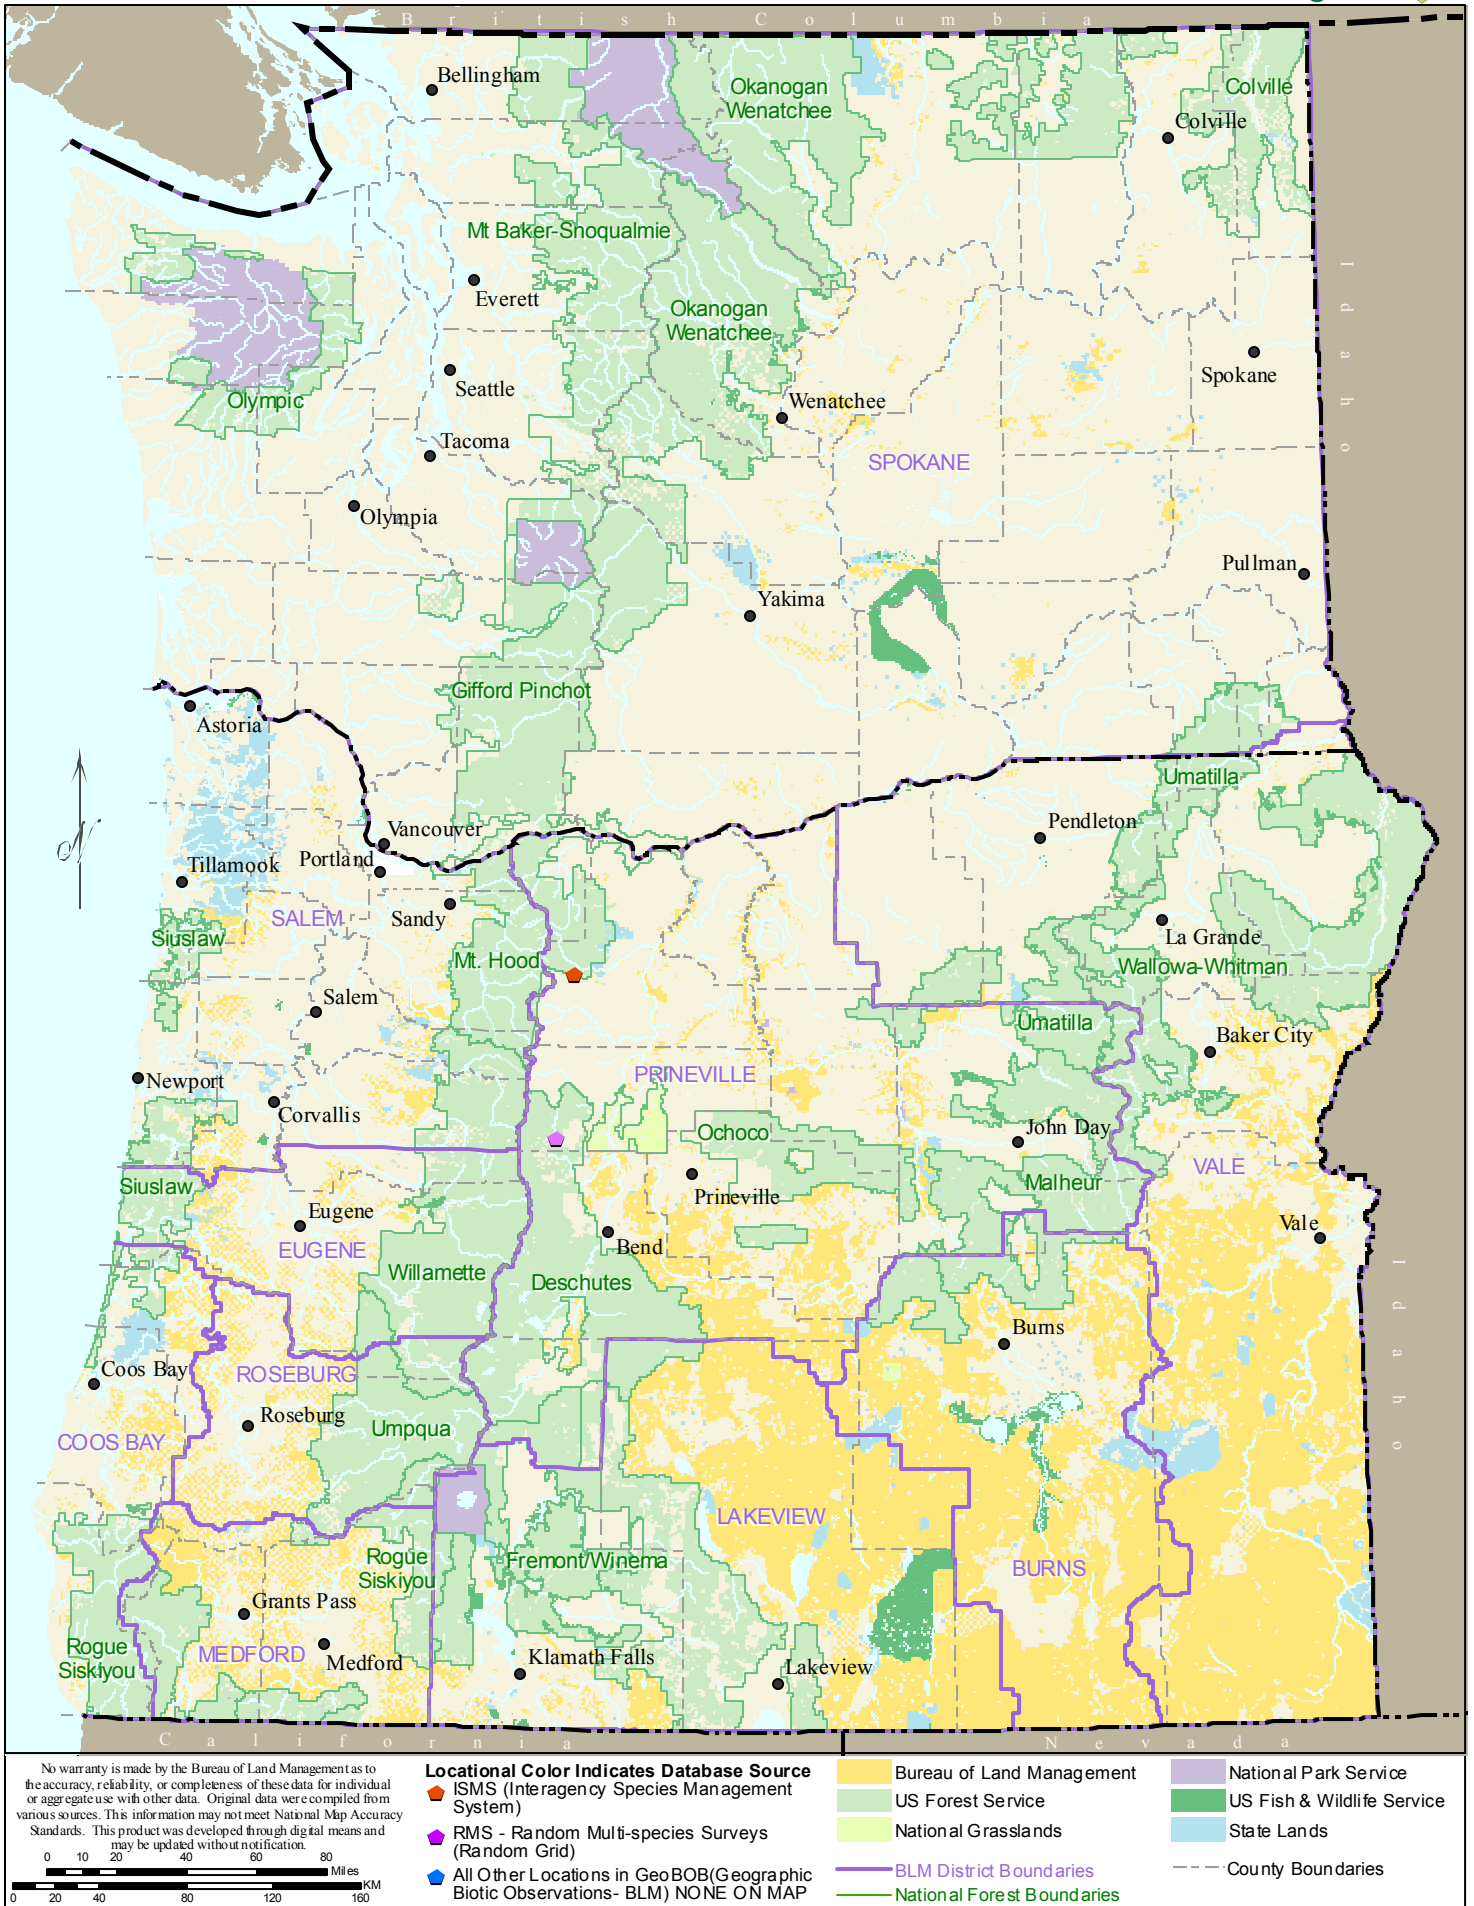 British Columbia
Bellingham
Okanogan
Wenatchee
Colville
Colville
Mt Baker-Snoqualmie
Everett
Okanogan
Wenatchee
Idaho
Seattle
Spokane
Olympic
Wenatchee
Tacoma
SPOKANE
Olympia
Pullman
Yakima
Gifford Pinchot
Astoria
Umatilla
Vancouver
Pendleton
Portland
Tillamook
Sandy
SALEM
La Grande
Siuslaw
Mt. Hood
Wallowa-Whitman
Salem
Umatilla
Baker City
Newport
PRINEVILLE
Corvallis
Ochoco
John Day
VALE
Siuslaw
Malheur
Prineville
Eugene
Vale
EUGENE
Bend
Willamette
Deschutes
Idaho
Burns
Coos Bay
ROSEBURG
Roseburg
Umpqua
COOS BAY
LAKEVIEW
Rogue
Siskiyou
Fremont/Winema
BURNS
Grants Pass
Rogue
Siskiyou
MEDFORD
Medford
Klamath Falls
Lakeview
California
Nevada
No warranty is made by the Bureau of Land Management as to
the accuracy, reliability, or completeness of these data for individual
or aggregate use with other data. Original data were compiled from
various sources. This information may not meet National Map Accuracy
Standards. This product was developed through digital means and
may be updated without notification.
0 10 20 40 60 80
Miles
KM
0 20 40 80 120 160
Locational Color Indicates Database Source
ISMS (Interagency Species Management
System)
RMS - Random Multi-species Surveys
(Random Grid)
All Other Locations in GeoBOB(Geographic
Biotic Observations- BLM) NONE ON MAP
Bureau of Land Management
US Forest Service
National Grasslands
BLM District Boundaries
National Forest Boundaries
National Park Service
US Fish & Wildlife Service
State Lands
County Boundaries